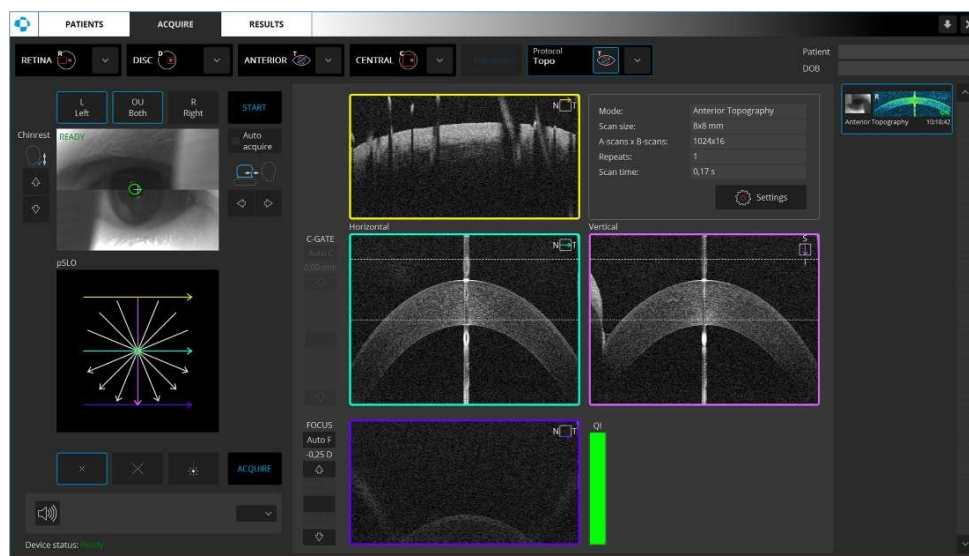 PATIENTS
ACQUIRE
RESULTS
RETINA
R
DISC
D
ANTERIOR
T
CENTRAL
C
Protocol
Topo
T
Patient
DOB
L
Left
OU
Both
R
Right
START
Chinrest
READY
Auto
acquire
pSLO
ACQUIRE
Device status: Ready
N T
Mode: Anterior Topography
Scan size: 8x8 mm
A-scans x B-scans: 1024x16
Repeats: 1
Scan time: 0,17 s
Settings
Horizontal
Vertical
C-GATE
Auto C
0,00 mm
N T
S
I
FOCUS
Auto F
-0,25 D
N T
QI
R
OK
Anterior Topography 10:18:42